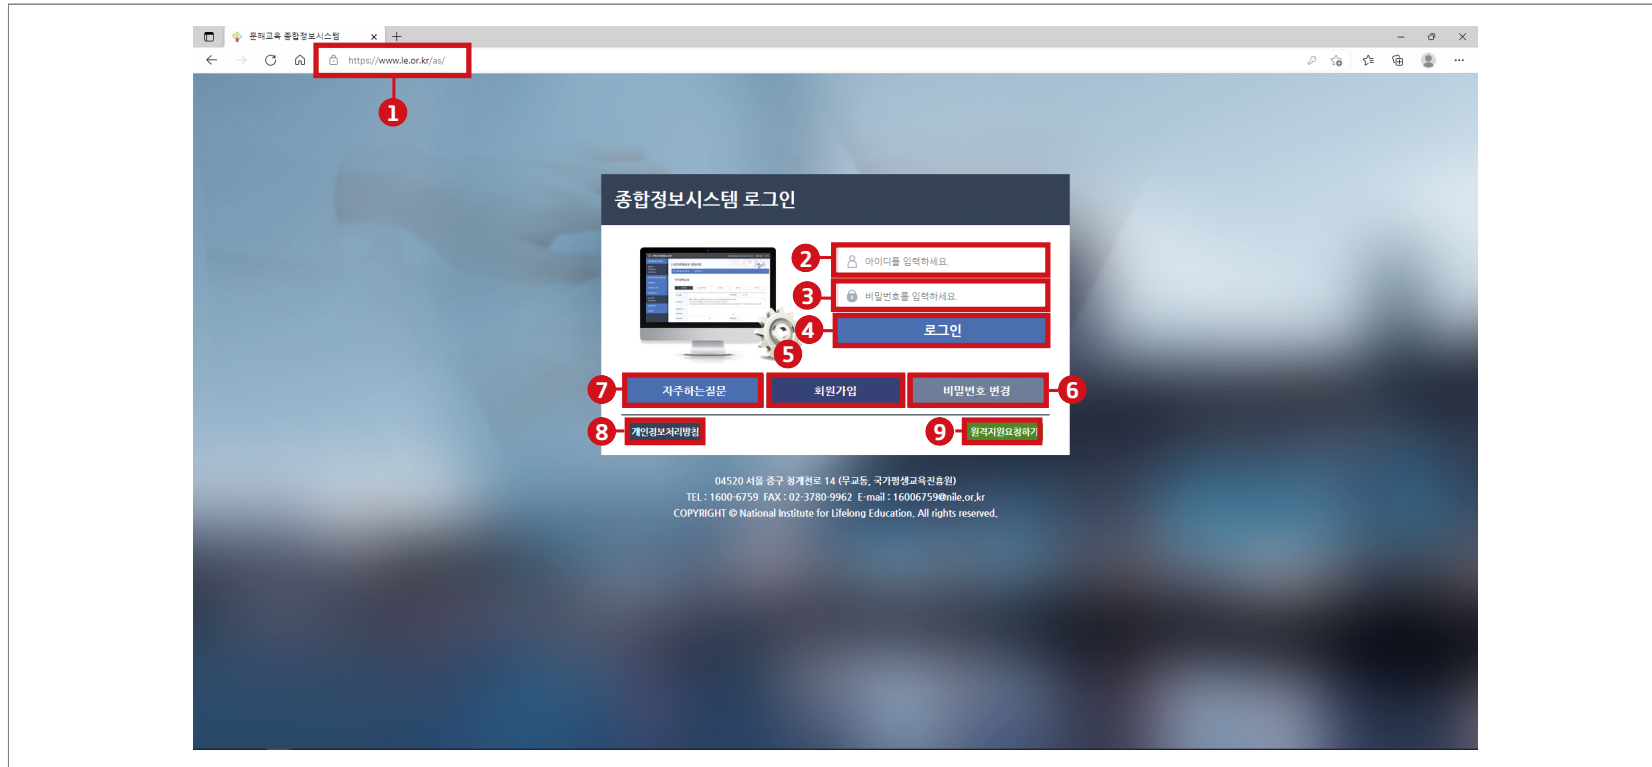 문해교육 종합정보시스템
https://www.le.or.kr/as/
1
종합정보시스템 로그인
2 아이디를 입력하세요.
3 비밀번호를 입력하세요.
4 로그인
5
7 자주하는질문 회원가입 비밀번호 변경 6
8 개인정보처리방침 9 원격지원요청하기
04520 서울 중구 청계천로 14 (무교동, 국가평생교육진흥원)
TEL : 1600-6759 FAX : 02-3780-9962 E-mail : 16006759@nile.or.kr
COPYRIGHT © National Institute for Lifelong Education. All rights reserved.